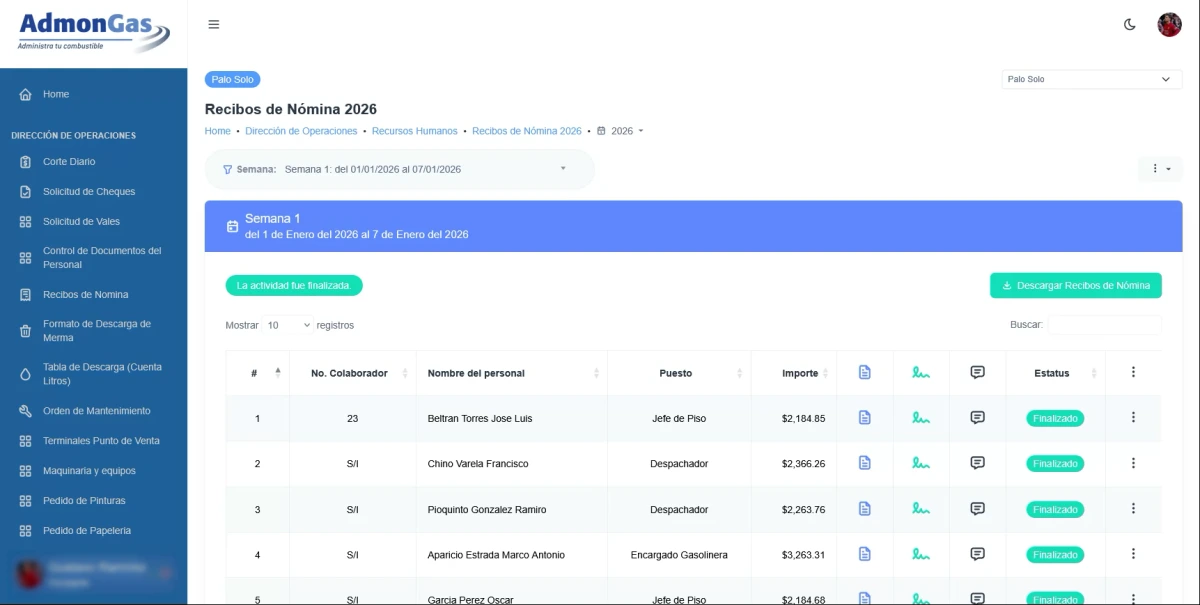 AdmonGas
Administra tu combustible
Home
DIRECCIÓN DE OPERACIONES
Corte Diario
Solicitud de Cheques
Solicitud de Vales
Control de Documentos del
Personal
Recibos de Nomina
Formato de Descarga de
Merma
Tabla de Descarga (Cuenta
Litros)
Orden de Mantenimiento
Terminales Punto de Venta
Maquinaria y equipos
Pedido de Pinturas
Pedido de Papeleria
Palo Solo
Palo Solo
Recibos de Nómina 2026
Home • Dirección de Operaciones • Recursos Humanos • Recibos de Nómina 2026 • 2026
Semana: Semana 1: del 01/01/2026 al 07/01/2026
Semana 1
del 1 de Enero del 2026 al 7 de Enero del 2026
La actividad fue finalizada.
Descargar Recibos de Nómina
Mostrar 10 registros
Buscar:
# No. Colaborador Nombre del personal Puesto Importe Estatus
1 23 Beltran Torres Jose Luis Jefe de Piso $2,184.85 Finalizado
2 S/I Chino Varela Francisco Despachador $2,366.26 Finalizado
3 S/I Pioquinto Gonzalez Ramiro Despachador $2,263.76 Finalizado
4 S/I Aparicio Estrada Marco Antonio Encargado Gasolinera $3,263.31 Finalizado
5 S/I Garcia Perez Oscar Jefe de Piso $2,184.68 Finalizado